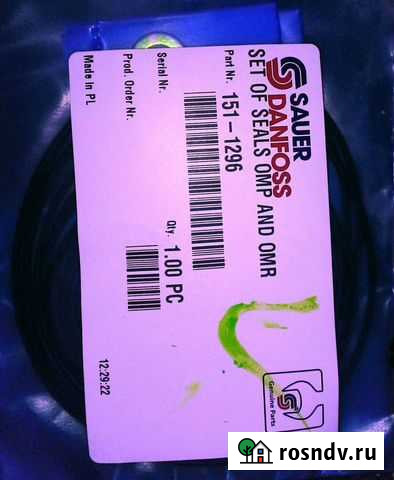 SAUER
DANFOSS
SET OF SEALS OMP AND OMR
Part Nr. 151-1296
Qty. 1.00 PC
Serial Nr.
Prod. Order Nr.
Made in PL
12:29:22
Genuine Parts
rosndv.ru